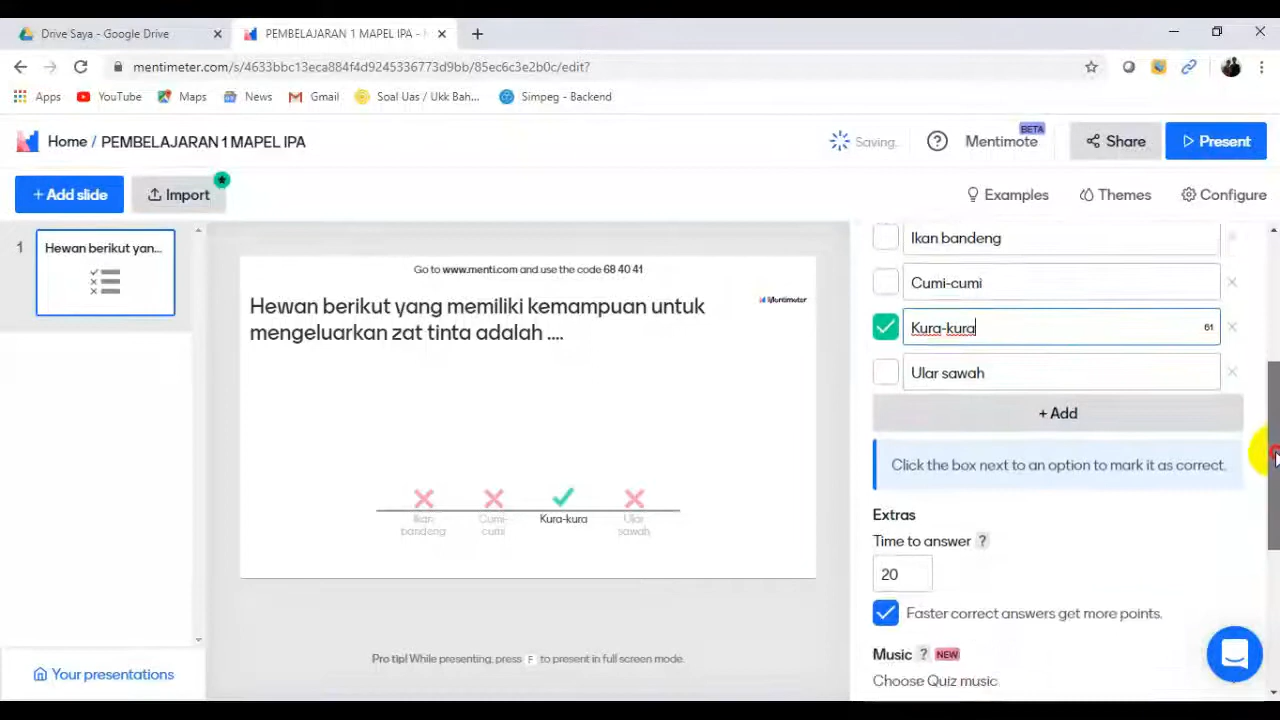 Drive Saya - Google Drive
PEMBELAJARAN 1 MAPEL IPA -
mentimeter.com/s/4633bbc13eca884f4d9245336773d9bb/85ec6c3e2b0c/edit?
Apps YouTube Maps News Gmail Soal Uas / Ukk Bah... Simpeg - Backend
Home / PEMBELAJARAN 1 MAPEL IPA
Saving.
Mentimote
BETA
Share
Present
+ Add slide
Import
Examples
Themes
Configure
1
Hewan berikut yan...
Go to www.menti.com and use the code 68 40 41
Hewan berikut yang memiliki kemampuan untuk
mengeluarkan zat tinta adalah ....
Mentimeter
Ikan
bandeng
Cumi-
cumi
Kura-kura
Ular
sawah
Pro tip! While presenting, press F to present in full screen mode.
Your presentations
Ikan bandeng
Cumi-cumi
Kura-kura 61
Ular sawah
+ Add
Click the box next to an option to mark it as correct.
Extras
Time to answer ?
20
Faster correct answers get more points.
Music ? NEW
Choose Quiz music